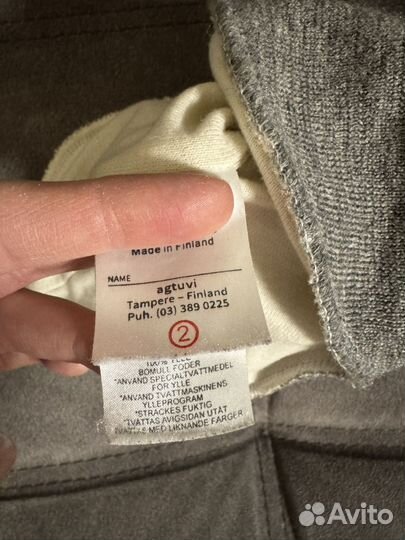 Made in Finland
NAME
agtuvi
Tampere – Finland
Puh. (03) 389 0225
2
100% YLLE
BOMULL FODER
*ANVÄND SPECIALTVÄTTMEDEL
FÖR YLLE
*ANVÄND TVÄTTMASKINENS
YLLEPROGRAM
*STRÄCKES FUKTIG
*TVÄTTAS AVIGSIDAN UTÅT
*TVÄTTAS MED LIKNANDE FÄRGER
Avito